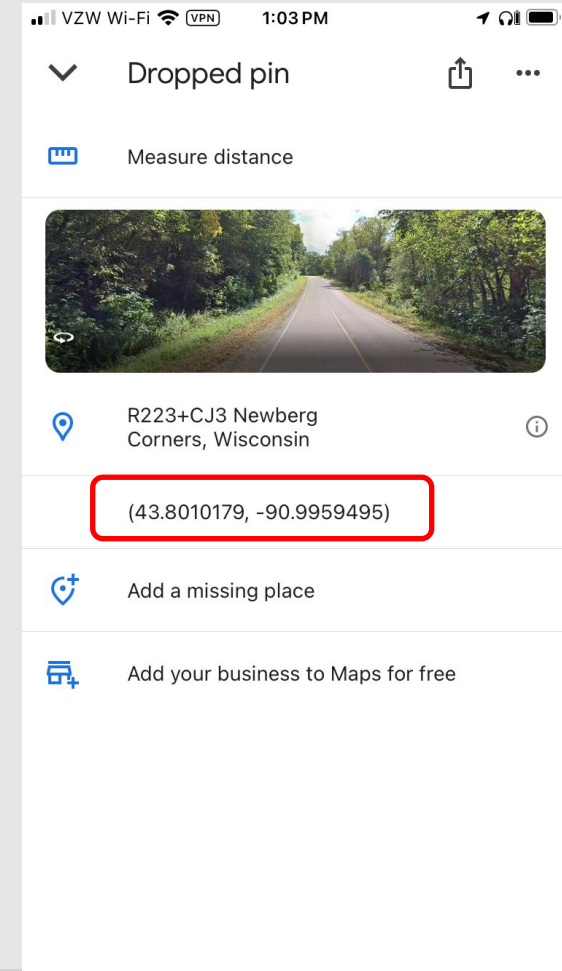 VZW Wi-Fi VPN 1:03 PM
Dropped pin
Measure distance
R223+CJ3 Newberg
Corners, Wisconsin
(43.8010179, -90.9959495)
Add a missing place
Add your business to Maps for free